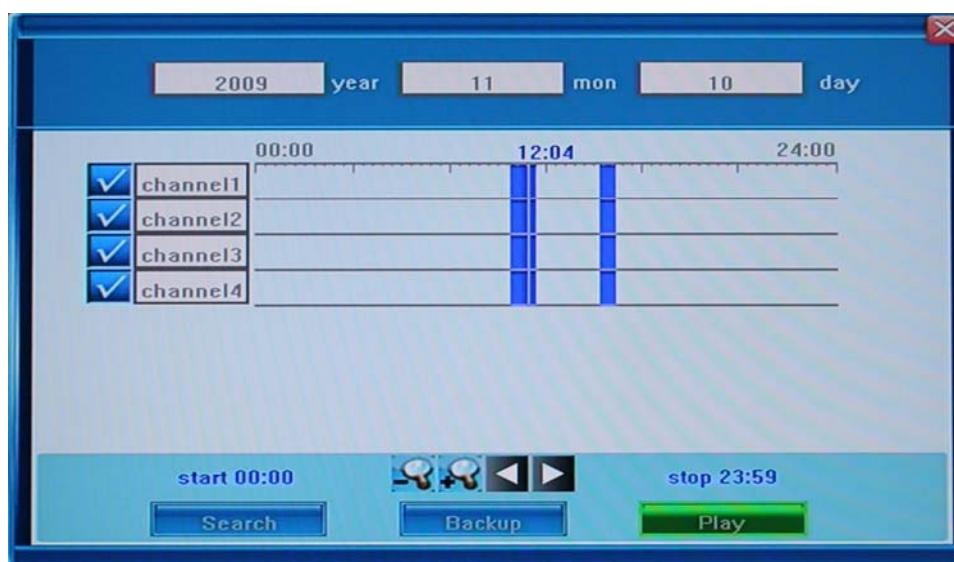 2009 year 11 mon 10 day
00:00 12:04 24:00
channel1
channel2
channel3
channel4
start 00:00 stop 23:59
Search Backup Play